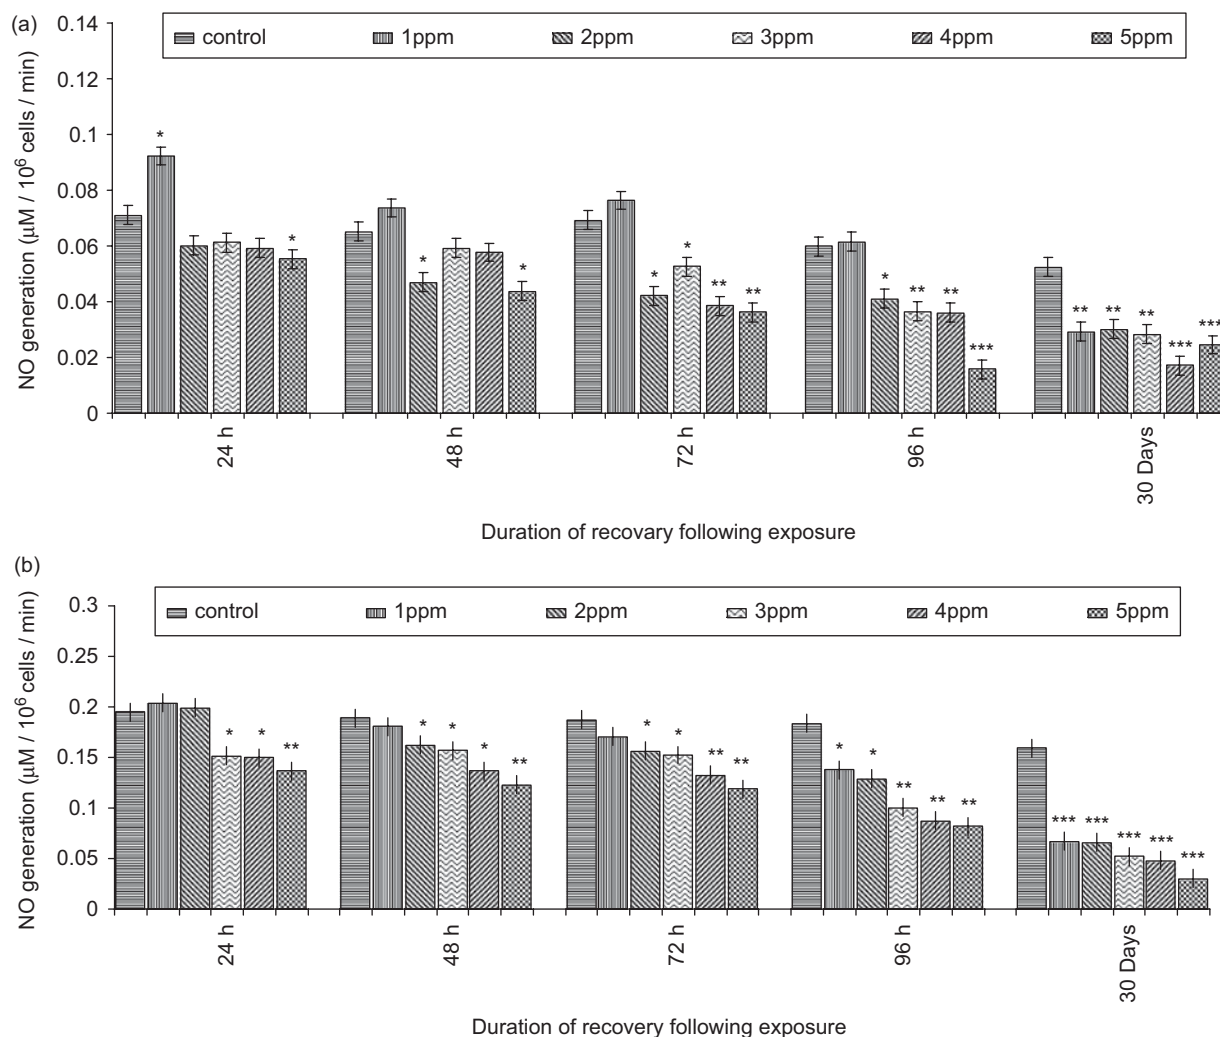 (a)
0.14
0.12
0.1
0.08
0.06
0.04
0.02
0
NO generation (µM / 10⁶ cells / min)
control 1ppm 2ppm 3ppm 4ppm 5ppm
* *
* *
* * ** **
* ** ** ***
** ** ** *** ***
24 h 48 h 72 h 96 h 30 Days
Duration of recovary following exposure
(b)
0.3
0.25
0.2
0.15
0.1
0.05
0
NO generation (µM / 10⁶ cells / min)
control 1ppm 2ppm 3ppm 4ppm 5ppm
* * **
* * * **
* * ** **
* * ** ** **
*** *** *** *** ***
24 h 48 h 72 h 96 h 30 Days
Duration of recovery following exposure